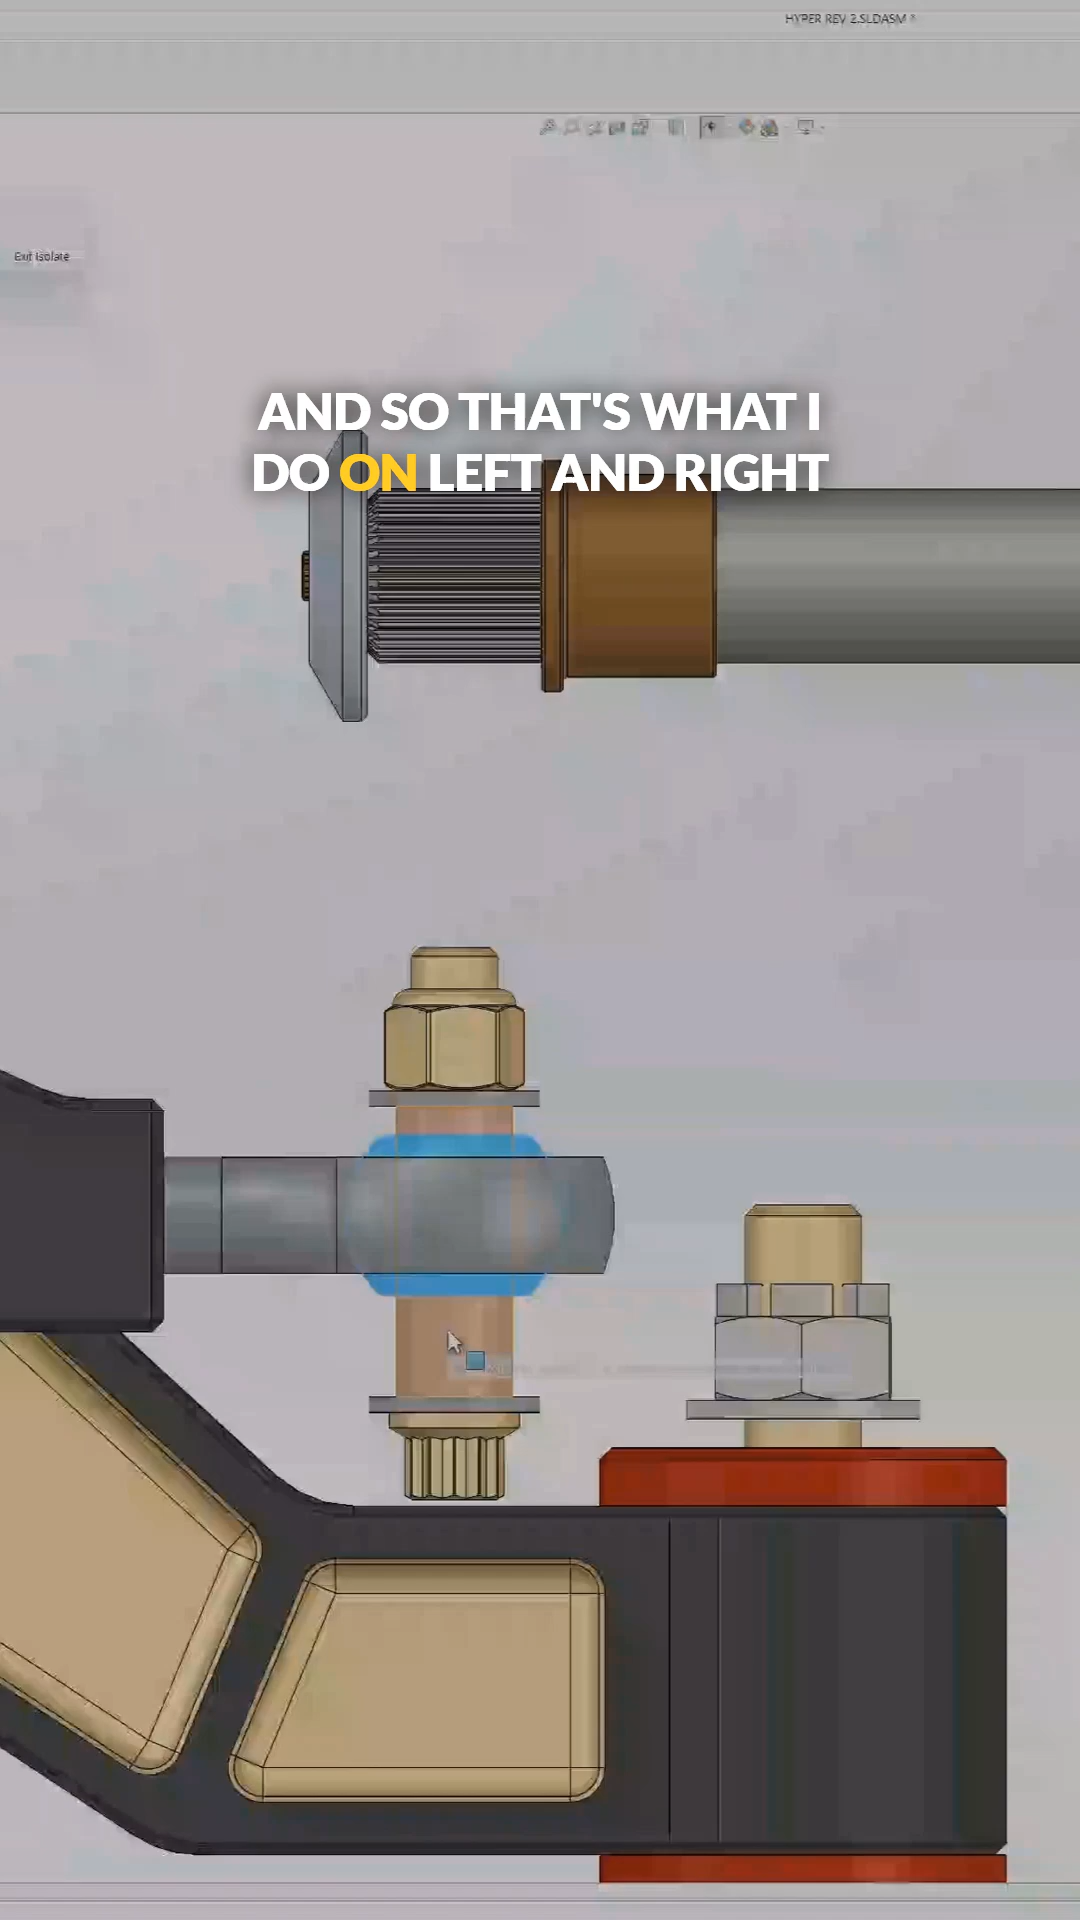 HYPER REV 2.SLDASM *
Exit Isolate
AND SO THAT'S WHAT I
DO ON LEFT AND RIGHT